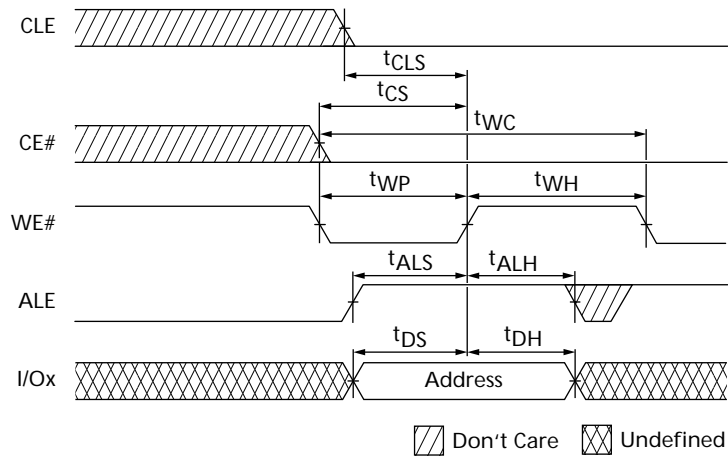 CLE
tCLS
tCS
tWC
CE#
tWP
tWH
WE#
tALS
tALH
ALE
tDS
tDH
I/Ox
Address
Don't Care
Undefined